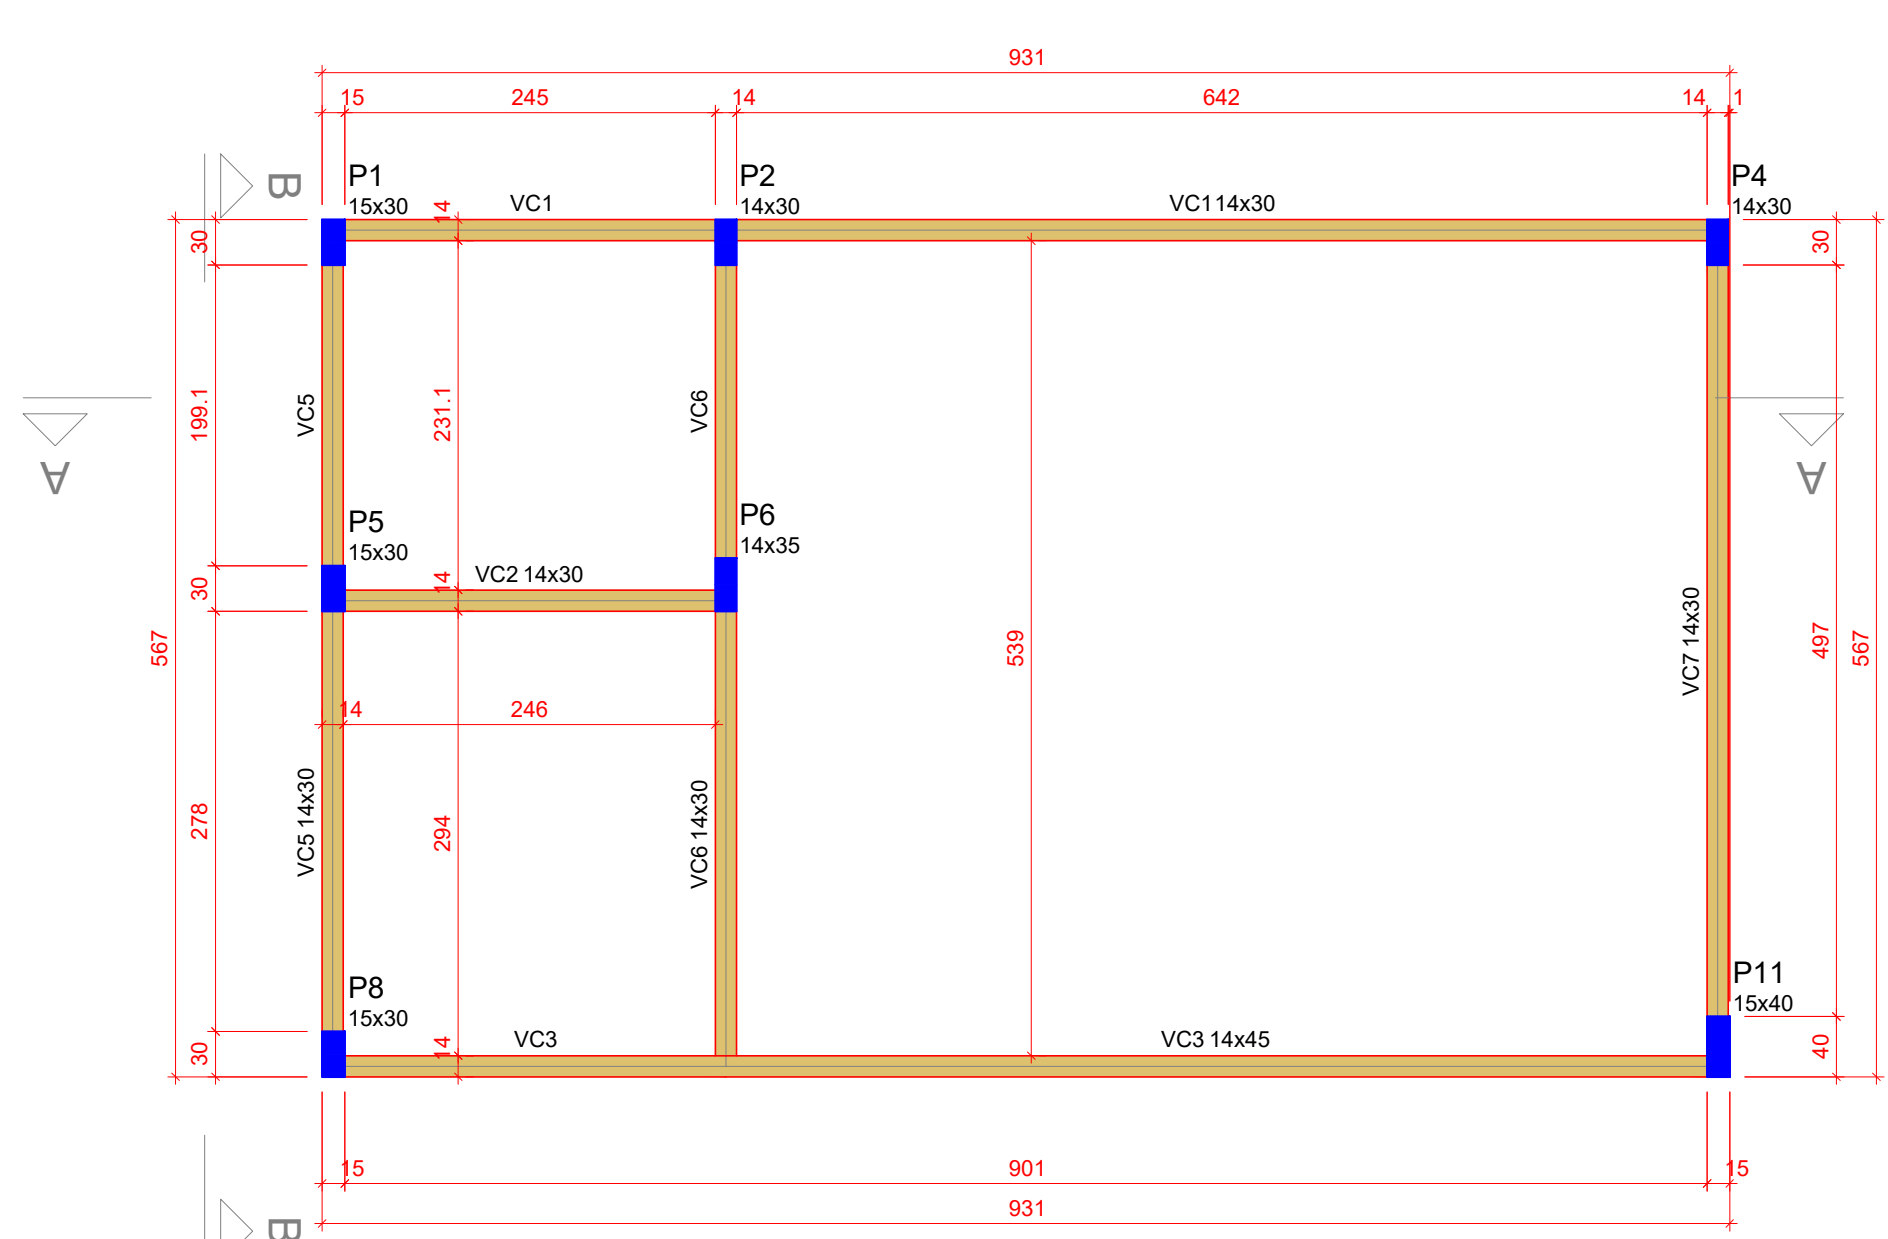 931
15 245 14 642 14 1
B
P1
15x30
VC1
P2
14x30
VC1 14x30
P4
14x30
14
30
30
199.1
VC5
231.1
VC6
A
A
P5
15x30
P6
14x35
VC2 14x30
14
30
567
539
VC7 14x30
497
567
14 246
278
VC5 14x30
294
VC6 14x30
P8
15x30
VC3
VC3 14x45
P11
15x40
14
30
40
15 901 15
931
B